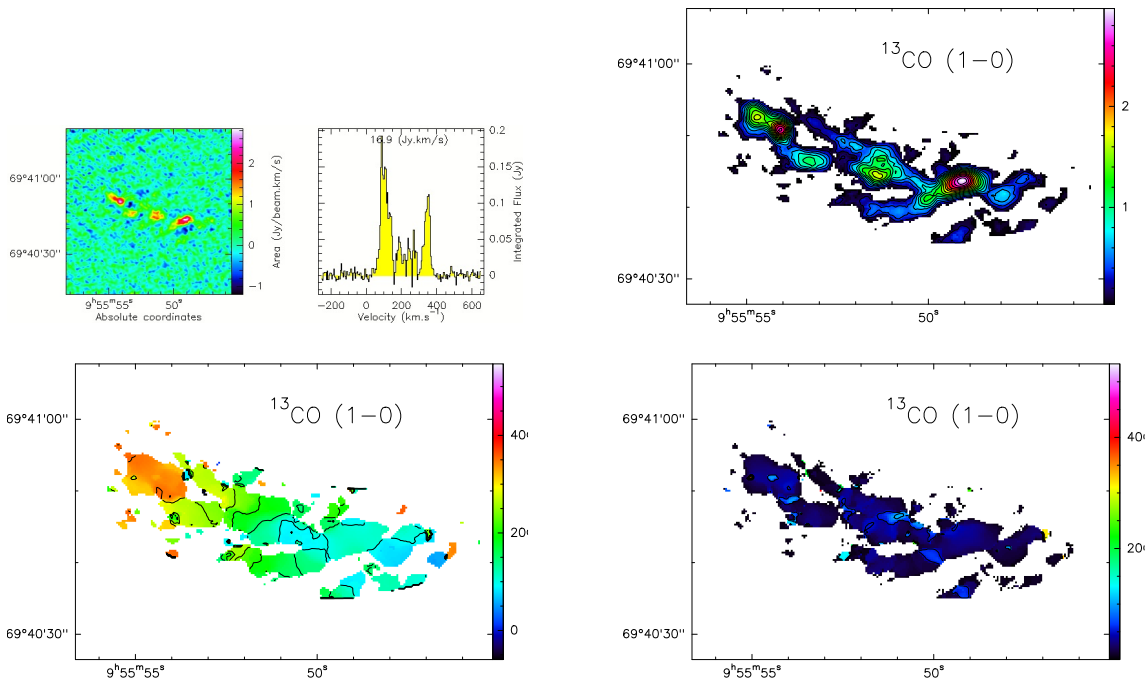 69°41'00"
69°40'30"
9ʰ55ᵐ55ˢ
50ˢ
Absolute coordinates
2
1
0
−1
Area (Jy/beam.km/s)
16.9 (Jy.km/s)
0.2
0.15
0.1
0.05
0
Integrated Flux (Jy)
−200
0
200
400
600
Velocity (km.s⁻¹)
¹³CO (1−0)
69°41'00"
69°40'30"
9ʰ55ᵐ55ˢ
50ˢ
2
1
¹³CO (1−0)
69°41'00"
69°40'30"
9ʰ55ᵐ55ˢ
50ˢ
200
0
¹³CO (1−0)
69°41'00"
69°40'30"
9ʰ55ᵐ55ˢ
50ˢ